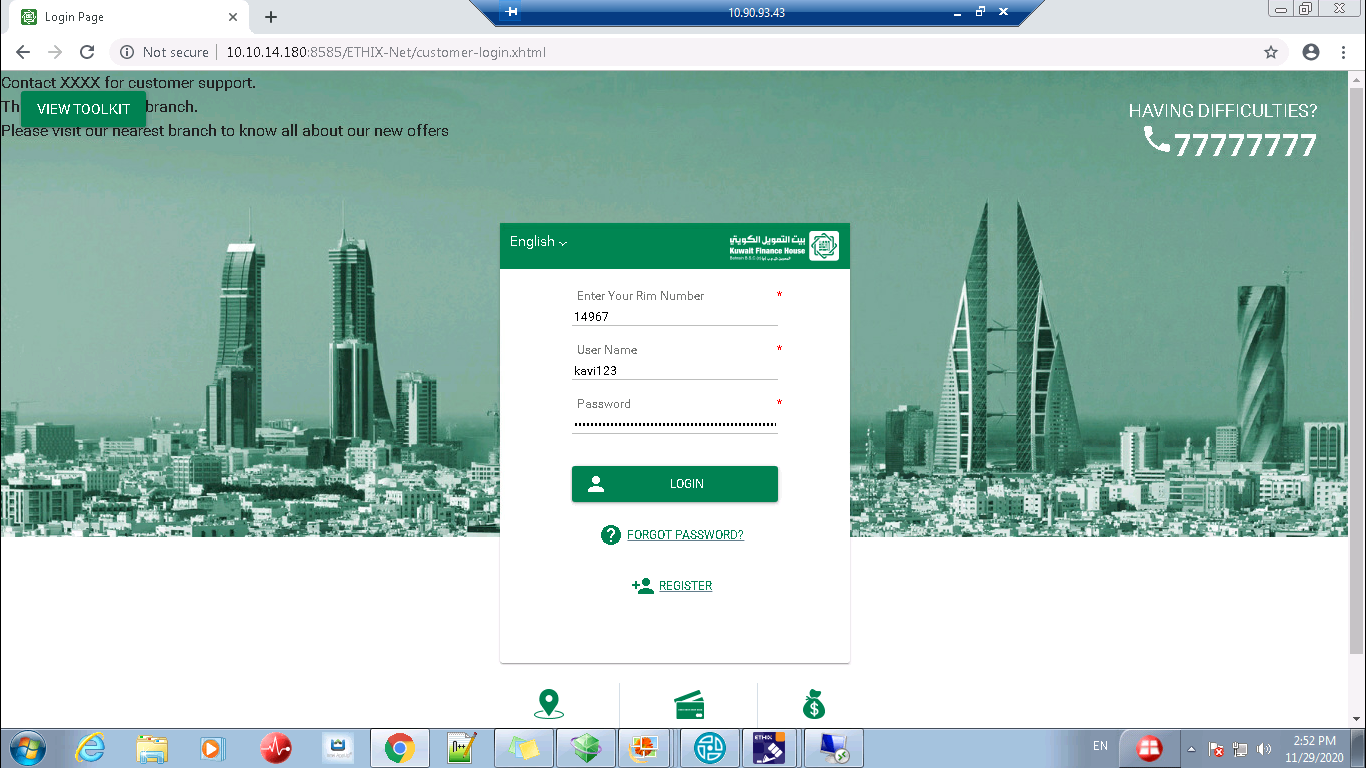 Login Page
10.90.93.43
Not secure
10.10.14.180:8585/ETHIX-Net/customer-login.xhtml
Contact XXXX for customer support.
Th
VIEW TOOLKIT
branch.
Please visit our nearest branch to know all about our new offers
HAVING DIFFICULTIES?
77777777
English
بيت التمويل الكويتي
Kuwait Finance House
Enter Your Rim Number *
14967
User Name *
kavi123
Password *
LOGIN
FORGOT PASSWORD?
REGISTER
EN
2:52 PM
11/29/2020
ETHIX